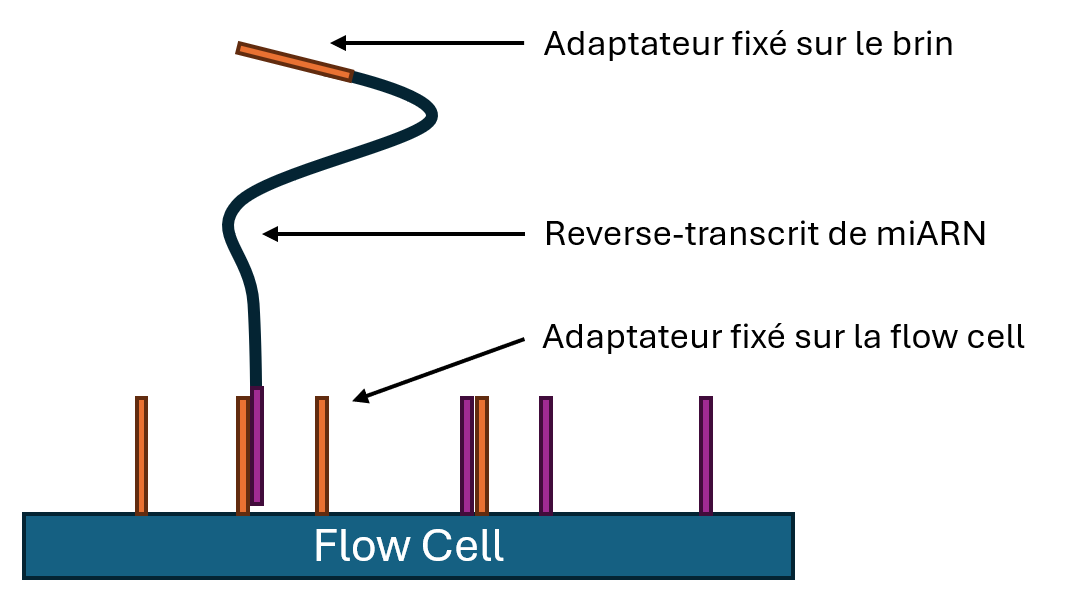 Adaptateur fixé sur le brin
Reverse-transcrit de miARN
Adaptateur fixé sur la flow cell
Flow Cell